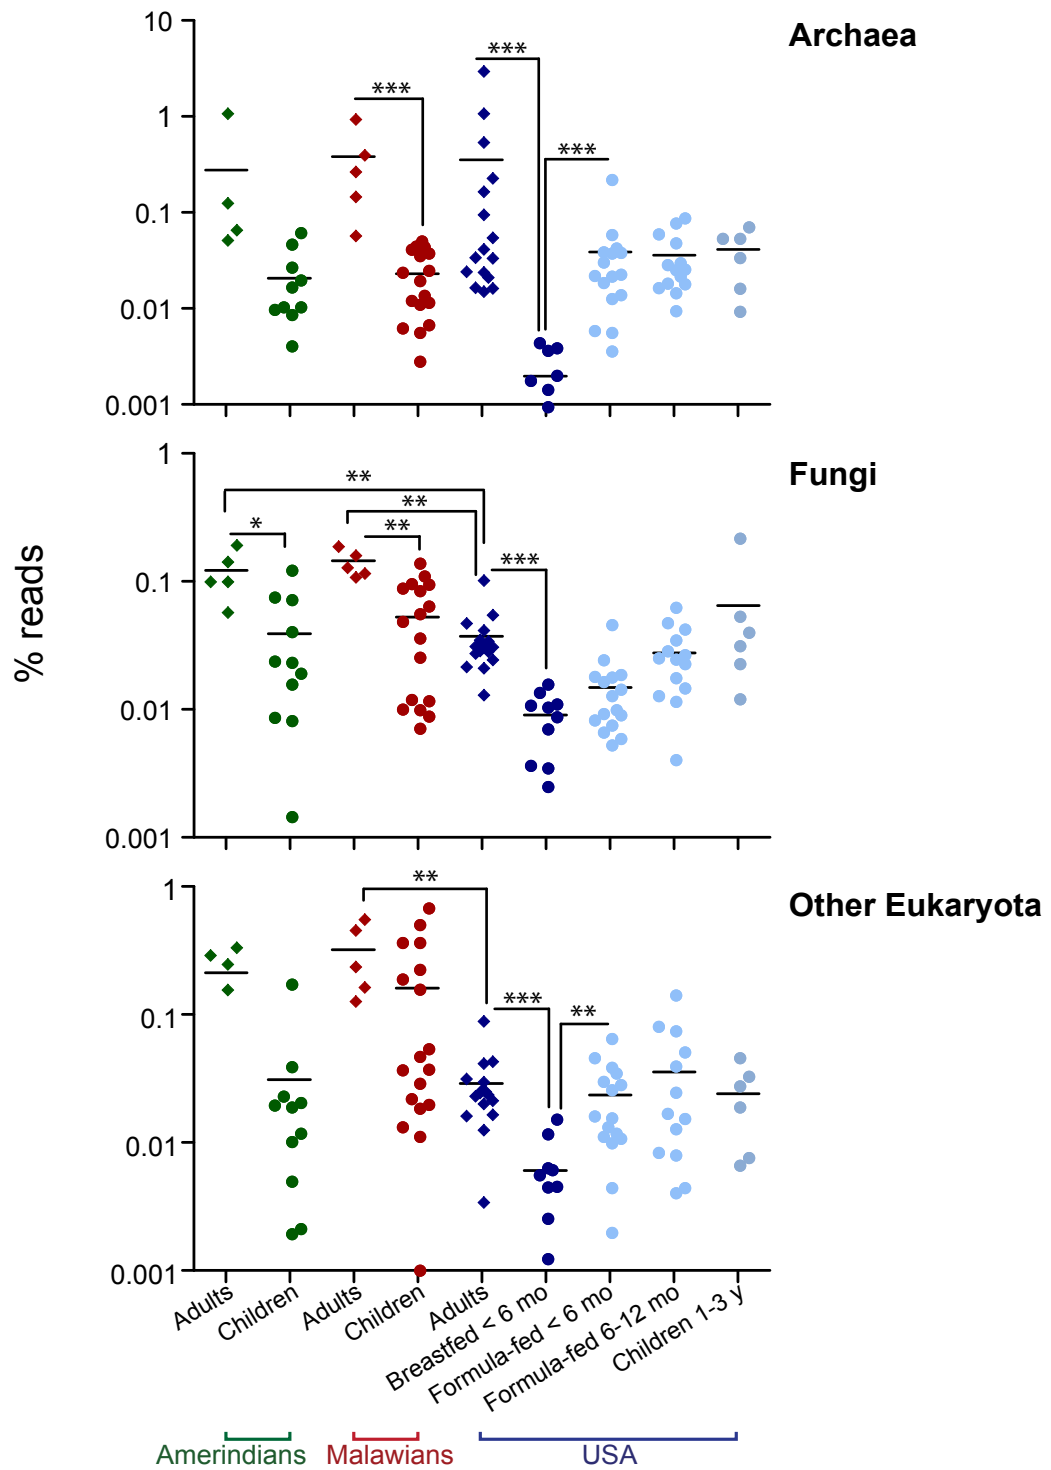 Archaea
10
1
0.1
0.01
0.001
***
***
***
Fungi
1
0.1
0.01
0.001
**
**
*
**
***
% reads
Other Eukaryota
1
0.1
0.01
0.001
**
***
**
Adults
Children
Adults
Children
Adults
Breastfed < 6 mo
Formula-fed < 6 mo
Formula-fed 6-12 mo
Children 1-3 y
Amerindians Malawians USA